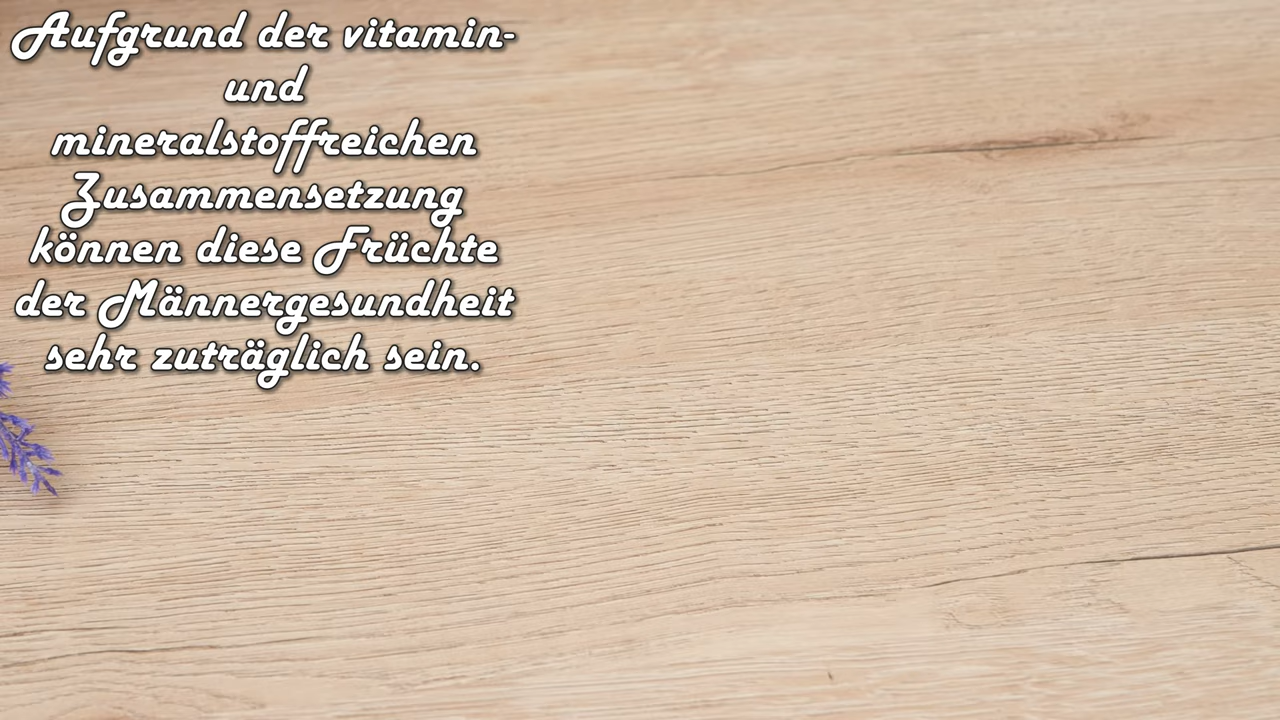 Aufgrund der vitamin-
und
mineralstoffreichen
Zusammensetzung
können diese Früchte
der Männergesundheit
sehr zuträglich sein.